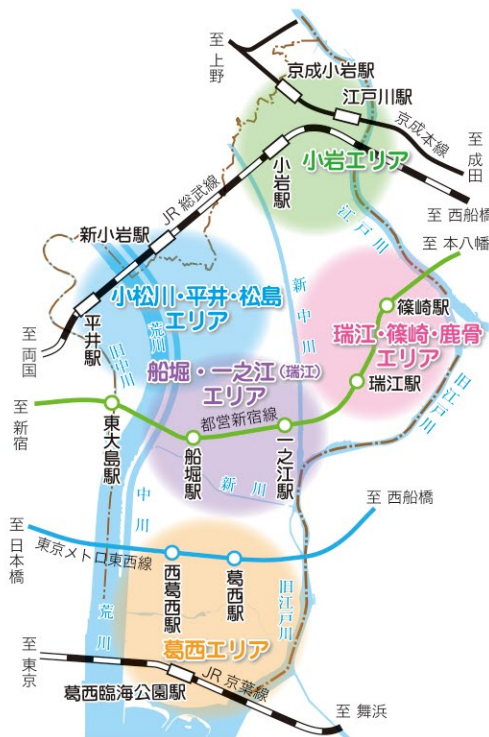 至上野
京成小岩駅
江戸川駅
京成本線
至成田
小岩エリア
小岩駅
JR 総武線
至 西船橋
江戸川
新小岩駅
至 本八幡
小松川・平井・松島
エリア
新中川
篠崎駅
瑞江・篠崎・鹿骨
エリア
平井駅
至両国
旧中川
荒川
船堀・一之江(瑞江)
エリア
瑞江駅
旧江戸川
至新宿
都営新宿線
東大島駅
船堀駅
一之江駅
新川
中川
至 西船橋
至日本橋
東京メトロ東西線
西葛西駅
葛西駅
旧江戸川
荒川
葛西エリア
至東京
JR 京葉線
葛西臨海公園駅
至 舞浜